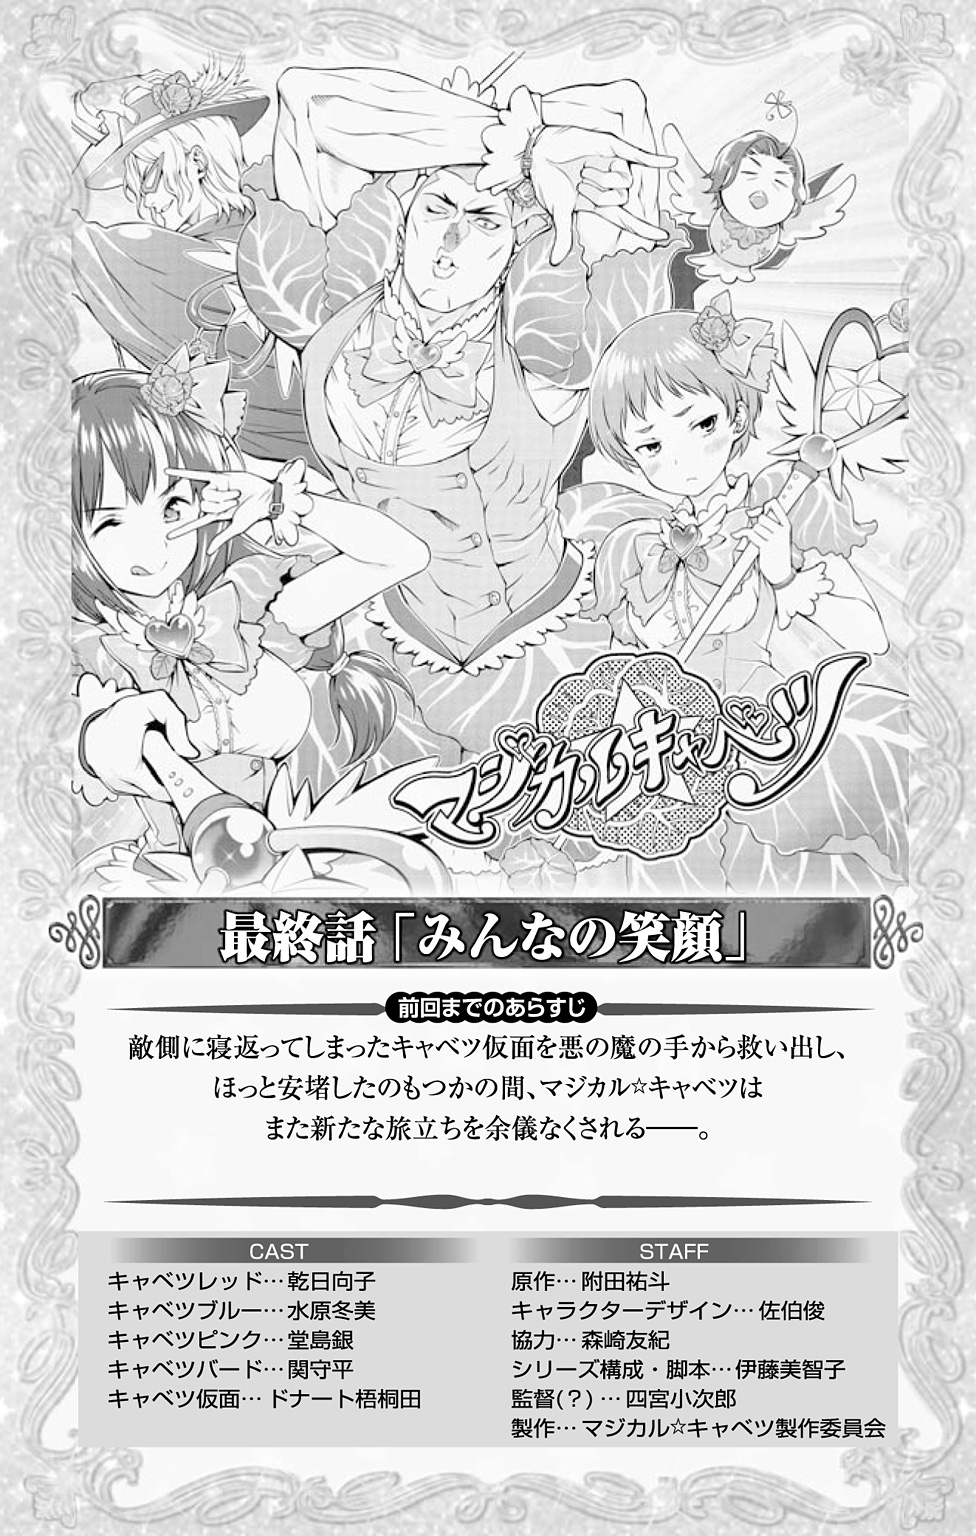 マジカルキャベツ
最終話「みんなの笑顔」
前回までのあらすじ
敵側に寝返ってしまったキャベツ仮面を悪の魔の手から救い出し、
ほっと安堵したのもつかの間、マジカル☆キャベツは
また新たな旅立ちを余儀なくされる――。
CAST
キャベツレッド…乾日向子
キャベツブルー…水原冬美
キャベツピンク…堂島銀
キャベツバード…関守平
キャベツ仮面…ドナート梧桐田
STAFF
原作…附田祐斗
キャラクターデザイン…佐伯俊
協力…森崎友紀
シリーズ構成・脚本…伊藤美智子
監督(？)…四宮小次郎
製作…マジカル☆キャベツ製作委員会